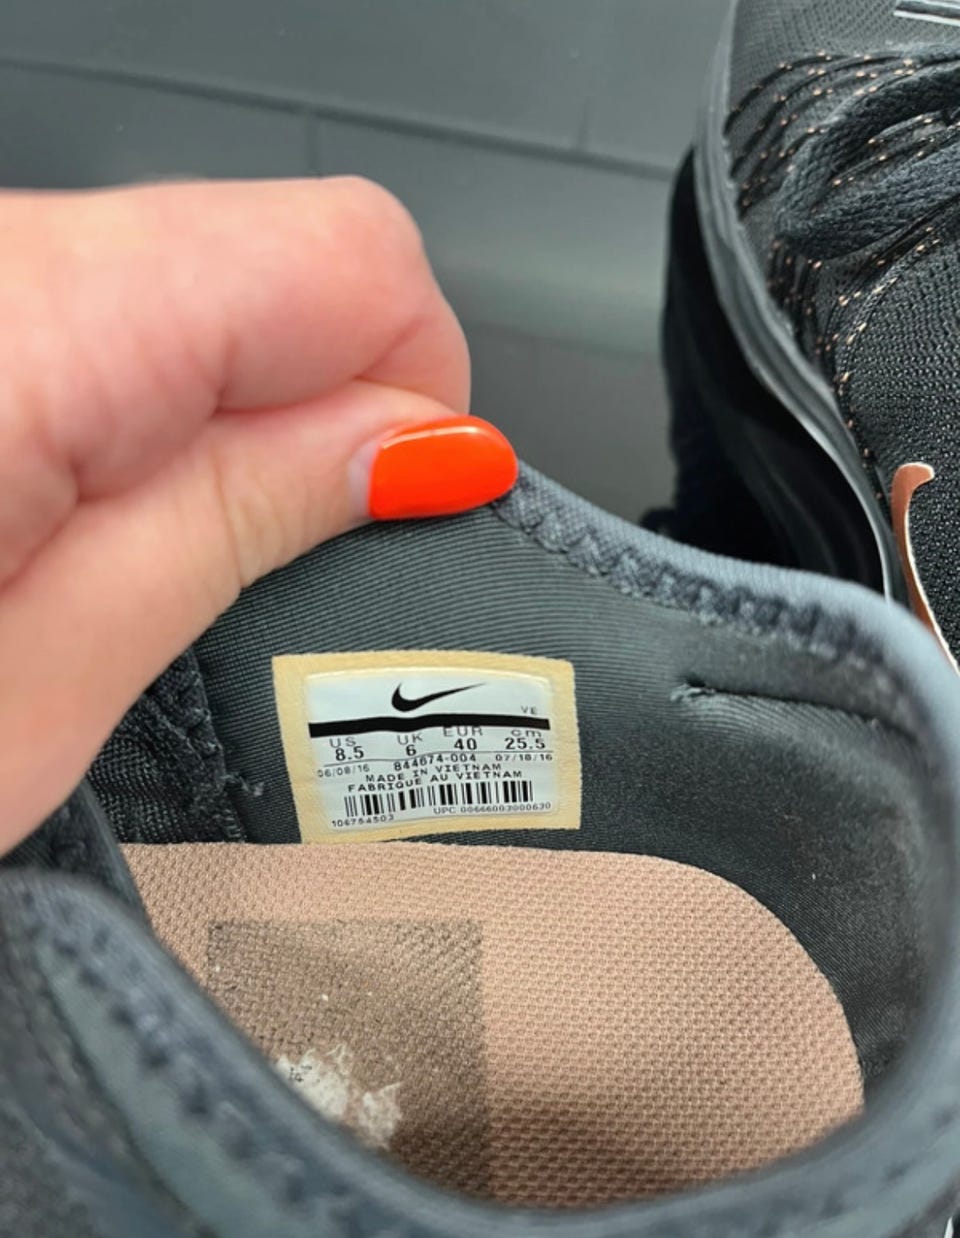 VE
US UK EUR cm
8.5 6 40 25.5
06/08/16 844674-004 07/18/16
MADE IN VIETNAM
FABRIQUE AU VIETNAM
UPC 00666003000630
106754503